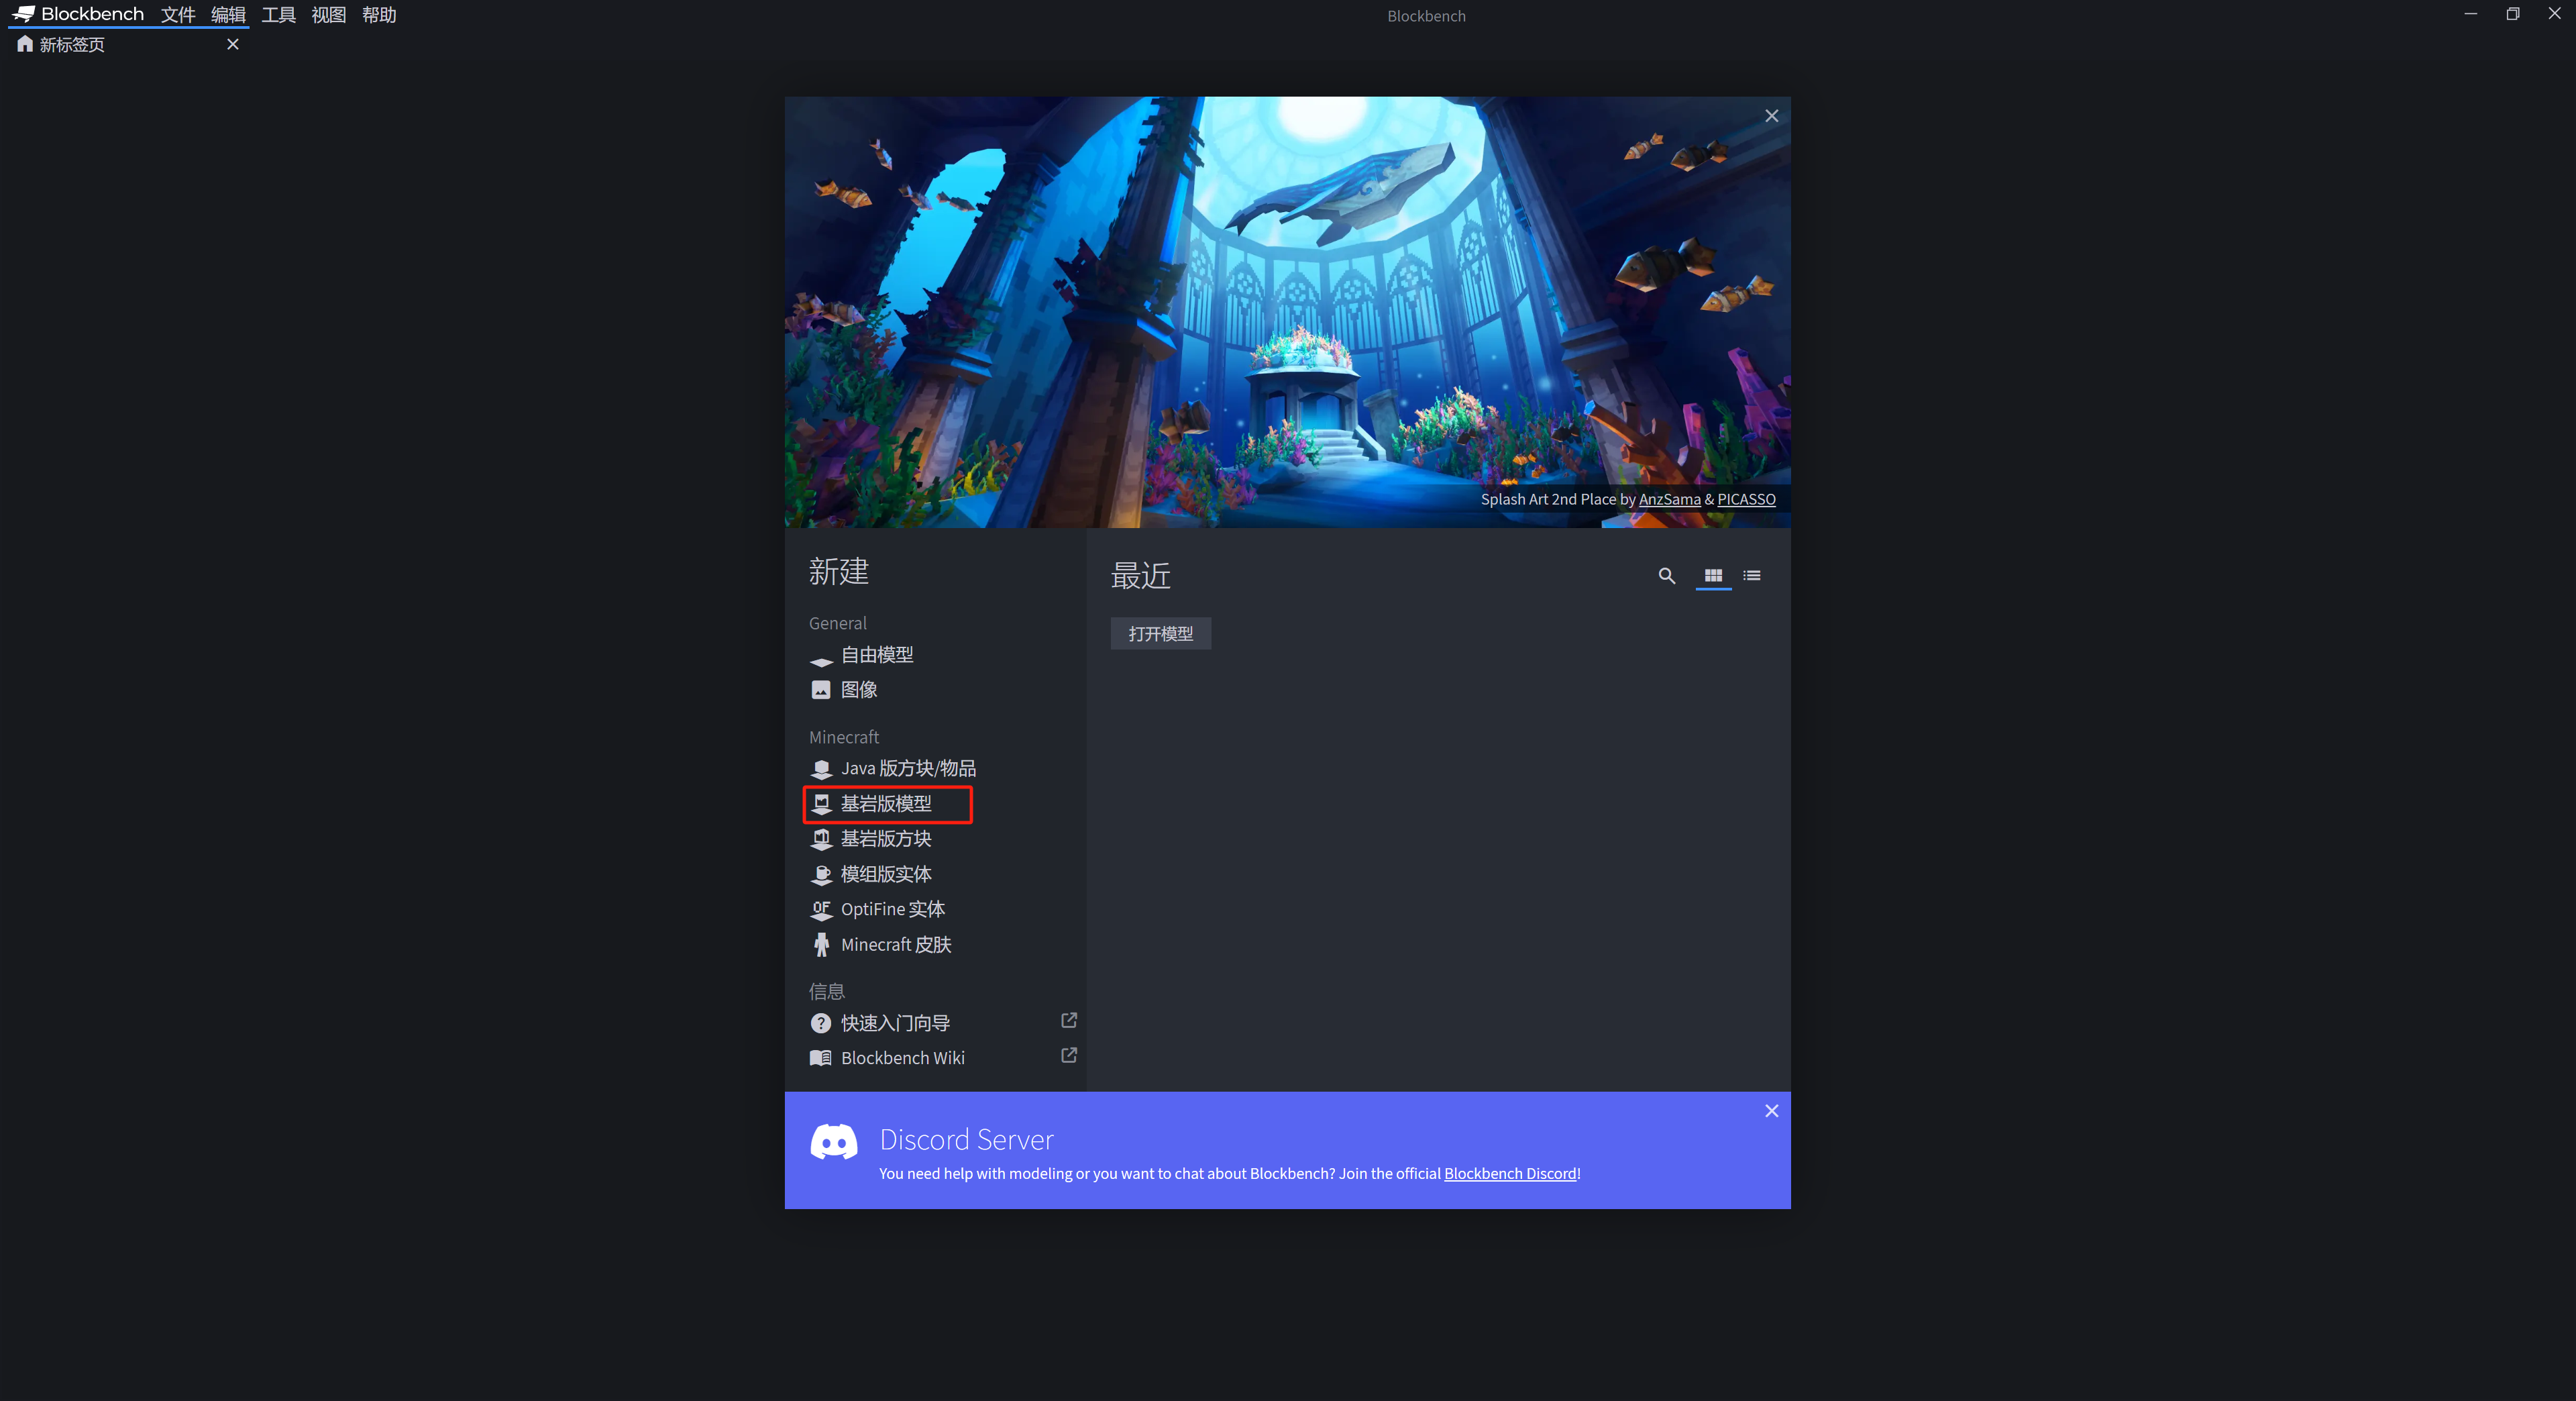 Blockbench 文件 编辑 工具 视图 帮助
Blockbench
新标签页
Splash Art 2nd Place by AnzSama & PICASSO
新建
General
自由模型
图像
Minecraft
Java 版方块/物品
基岩版模型
基岩版方块
模组版实体
OF OptiFine 实体
Minecraft 皮肤
信息
快速入门向导
Blockbench Wiki
最近
打开模型
Discord Server
You need help with modeling or you want to chat about Blockbench? Join the official Blockbench Discord!